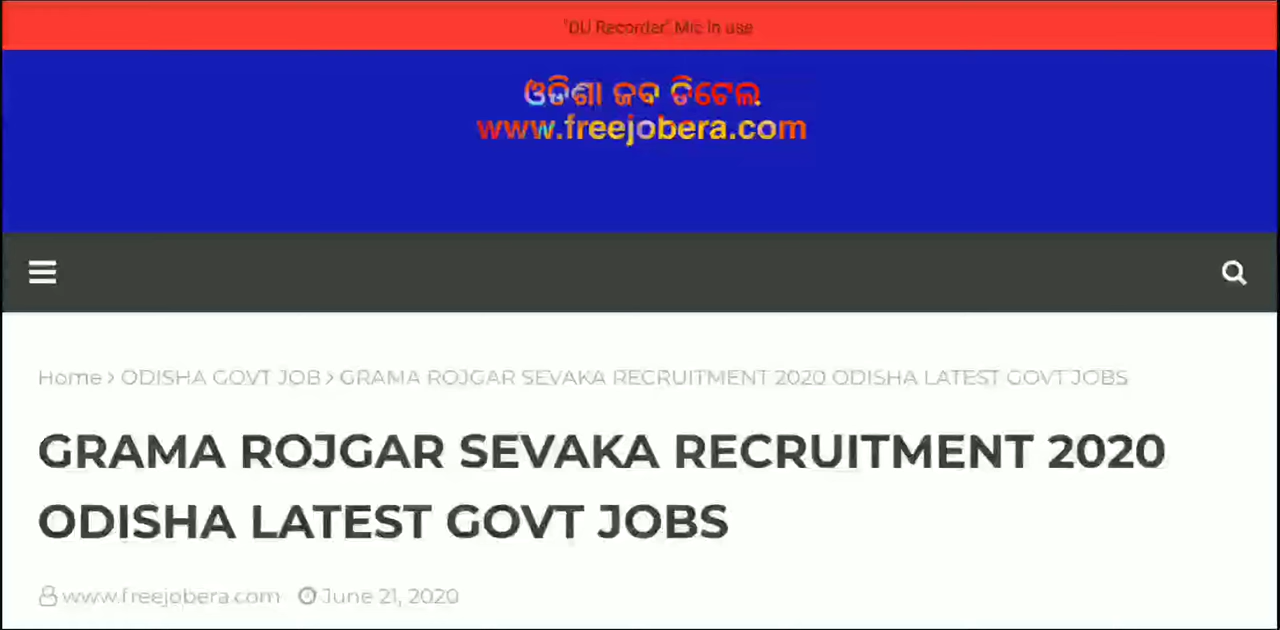 "DU Recorder" Mic in use
ଓଡିଶା ଜବ ଡିଟେଲ୍
www.freejobera.com
Home > ODISHA GOVT JOB > GRAMA ROJGAR SEVAKA RECRUITMENT 2020 ODISHA LATEST GOVT JOBS
GRAMA ROJGAR SEVAKA RECRUITMENT 2020
ODISHA LATEST GOVT JOBS
www.freejobera.com June 21, 2020